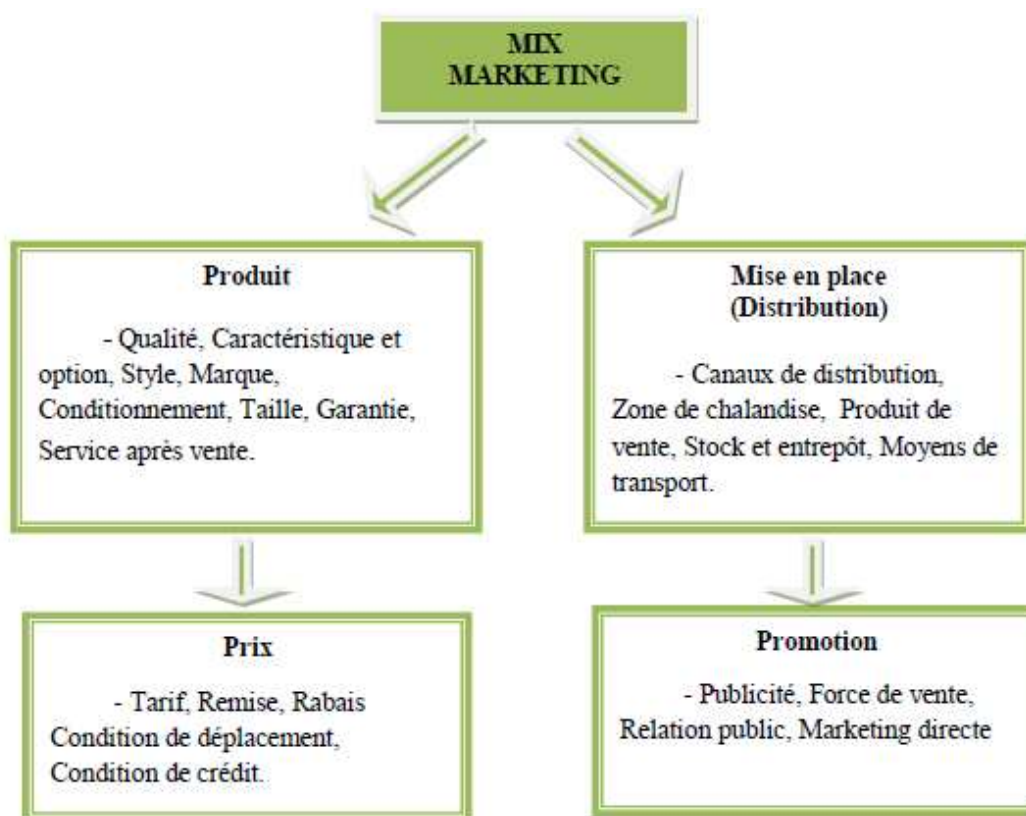 MIX
MARKETING
Produit
- Qualité, Caractéristique et
option, Style, Marque,
Conditionnement, Taille, Garantie,
Service après vente.
Mise en place
(Distribution)
- Canaux de distribution,
Zone de chalandise, Produit de
vente, Stock et entrepôt, Moyens de
transport.
Prix
- Tarif, Remise, Rabais
Condition de déplacement,
Condition de crédit.
Promotion
- Publicité, Force de vente,
Relation public, Marketing directe